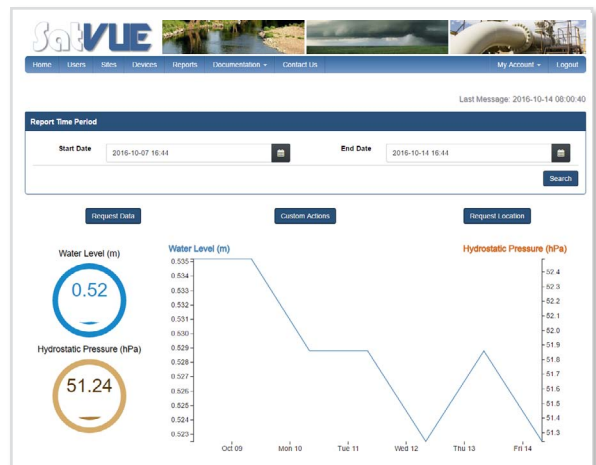 SatVUE
Home Users Sites Devices Reports Documentation Contact Us My Account Logout
Last Message: 2016-10-14 08:00:40
Report Time Period
Start Date 2016-10-07 16:44 End Date 2016-10-14 16:44
Search
Request Data Custom Actions Request Location
Water Level (m)
0.52
Hydrostatic Pressure (hPa)
51.24
Water Level (m) Hydrostatic Pressure (hPa)
0.535
0.534
0.533
0.532
0.531
0.530
0.529
0.528
0.527
0.526
0.525
0.524
0.523
52.4
52.3
52.2
52.1
52.0
51.9
51.8
51.7
51.6
51.5
51.4
51.3
Oct 09 Mon 10 Tue 11 Wed 12 Thu 13 Fri 14